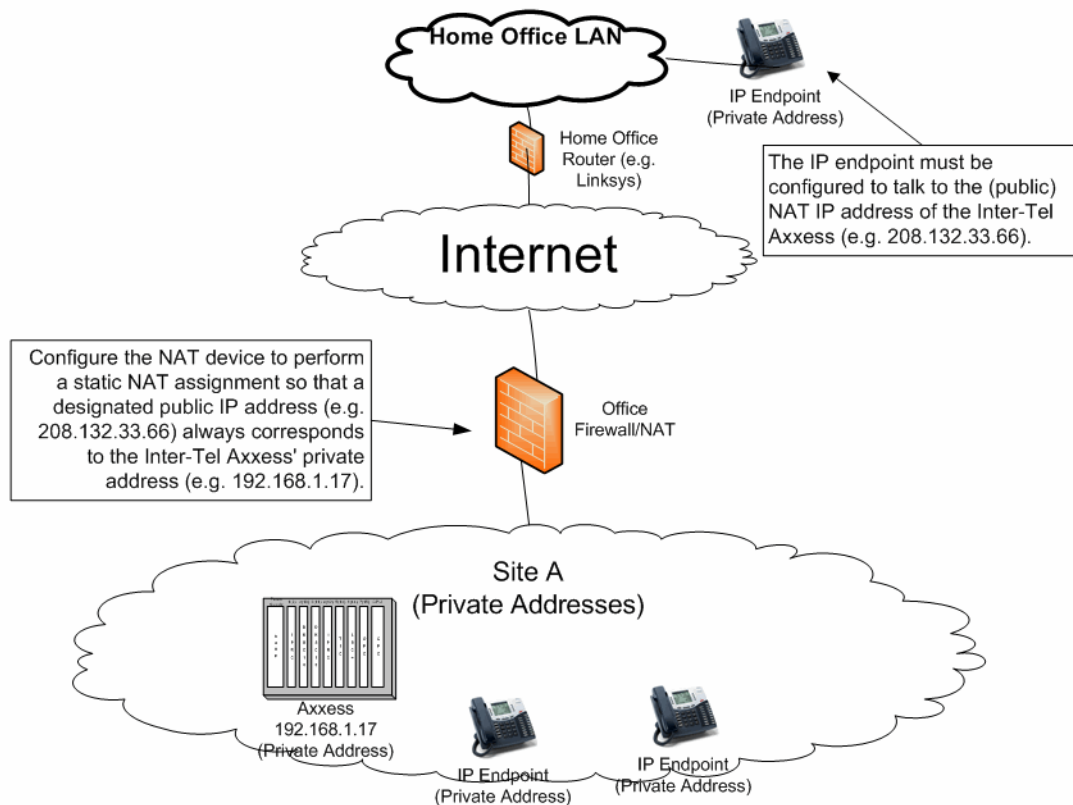 Home Office LAN
IP Endpoint
(Private Address)
Home Office
Router (e.g.
Linksys)
The IP endpoint must be
configured to talk to the (public)
NAT IP address of the Inter-Tel
Axxess (e.g. 208.132.33.66).
Internet
Configure the NAT device to perform
a static NAT assignment so that a
designated public IP address (e.g.
208.132.33.66) always corresponds
to the Inter-Tel Axxess' private
address (e.g. 192.168.1.17).
Office
Firewall/NAT
Site A
(Private Addresses)
Axxess
192.168.1.17
(Private Address)
IP Endpoint
(Private Address)
IP Endpoint
(Private Address)